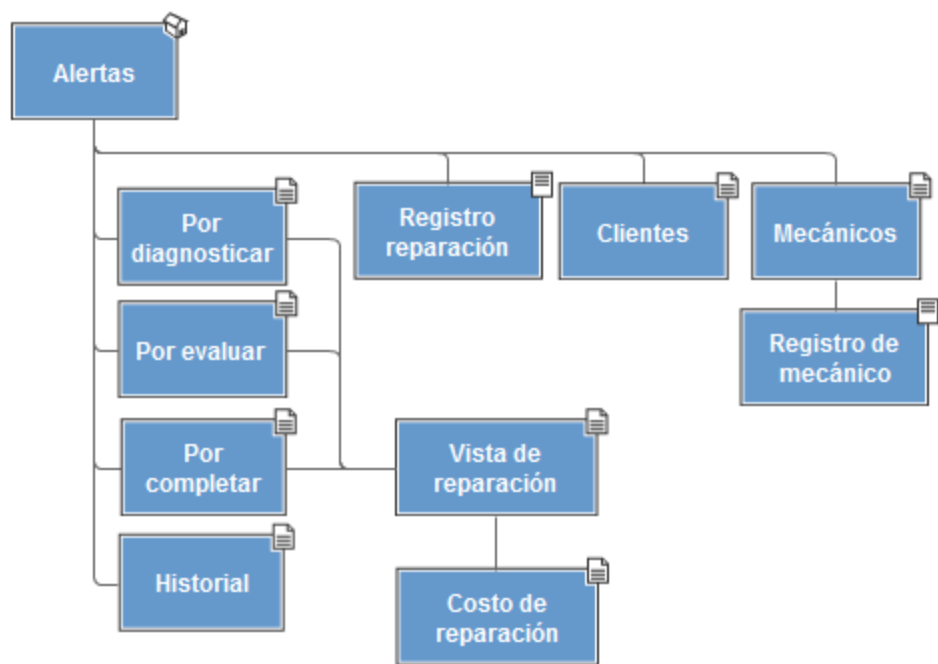 Alertas
Por
diagnosticar
Registro
reparación
Clientes
Mecánicos
Por evaluar
Registro de
mecánico
Por
completar
Vista de
reparación
Historial
Costo de
reparación